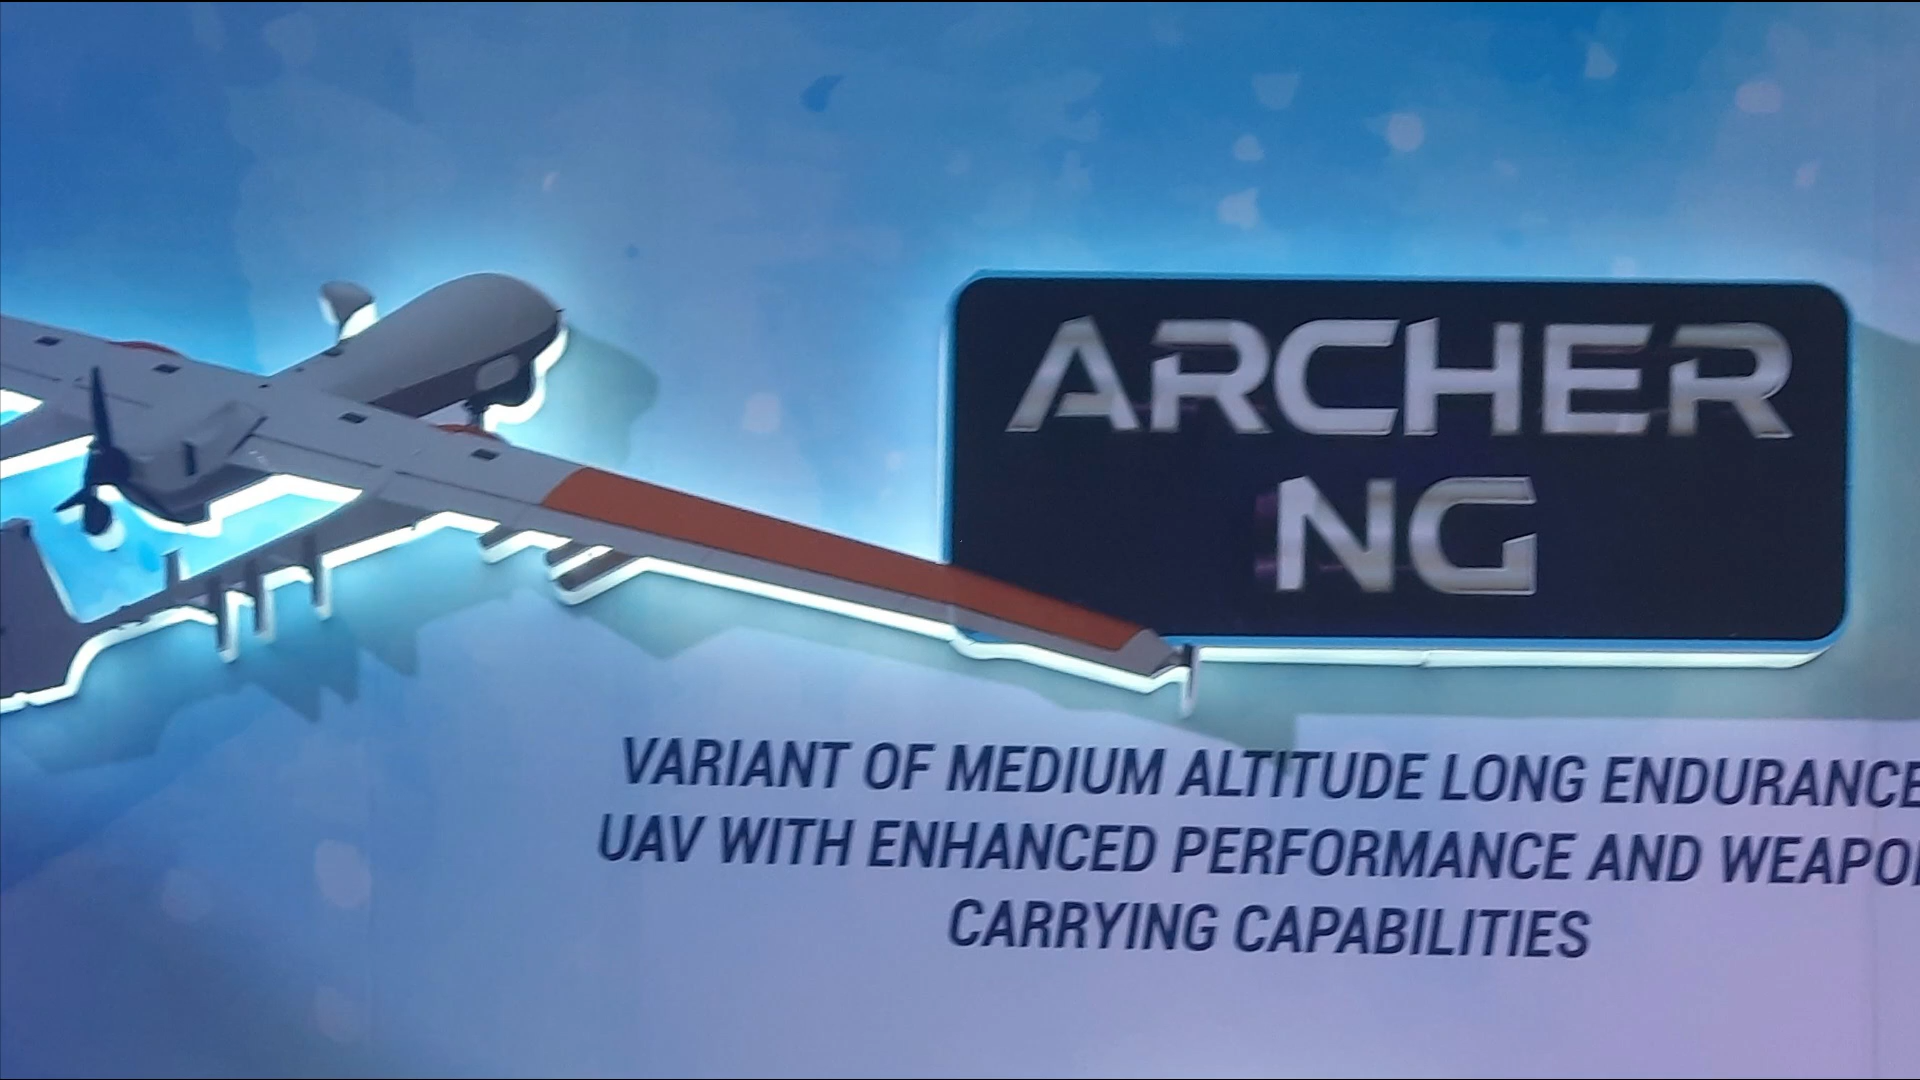 ARCHER
NG
VARIANT OF MEDIUM ALTITUDE LONG ENDURANCE
UAV WITH ENHANCED PERFORMANCE AND
CARRYING CAPABILITIES